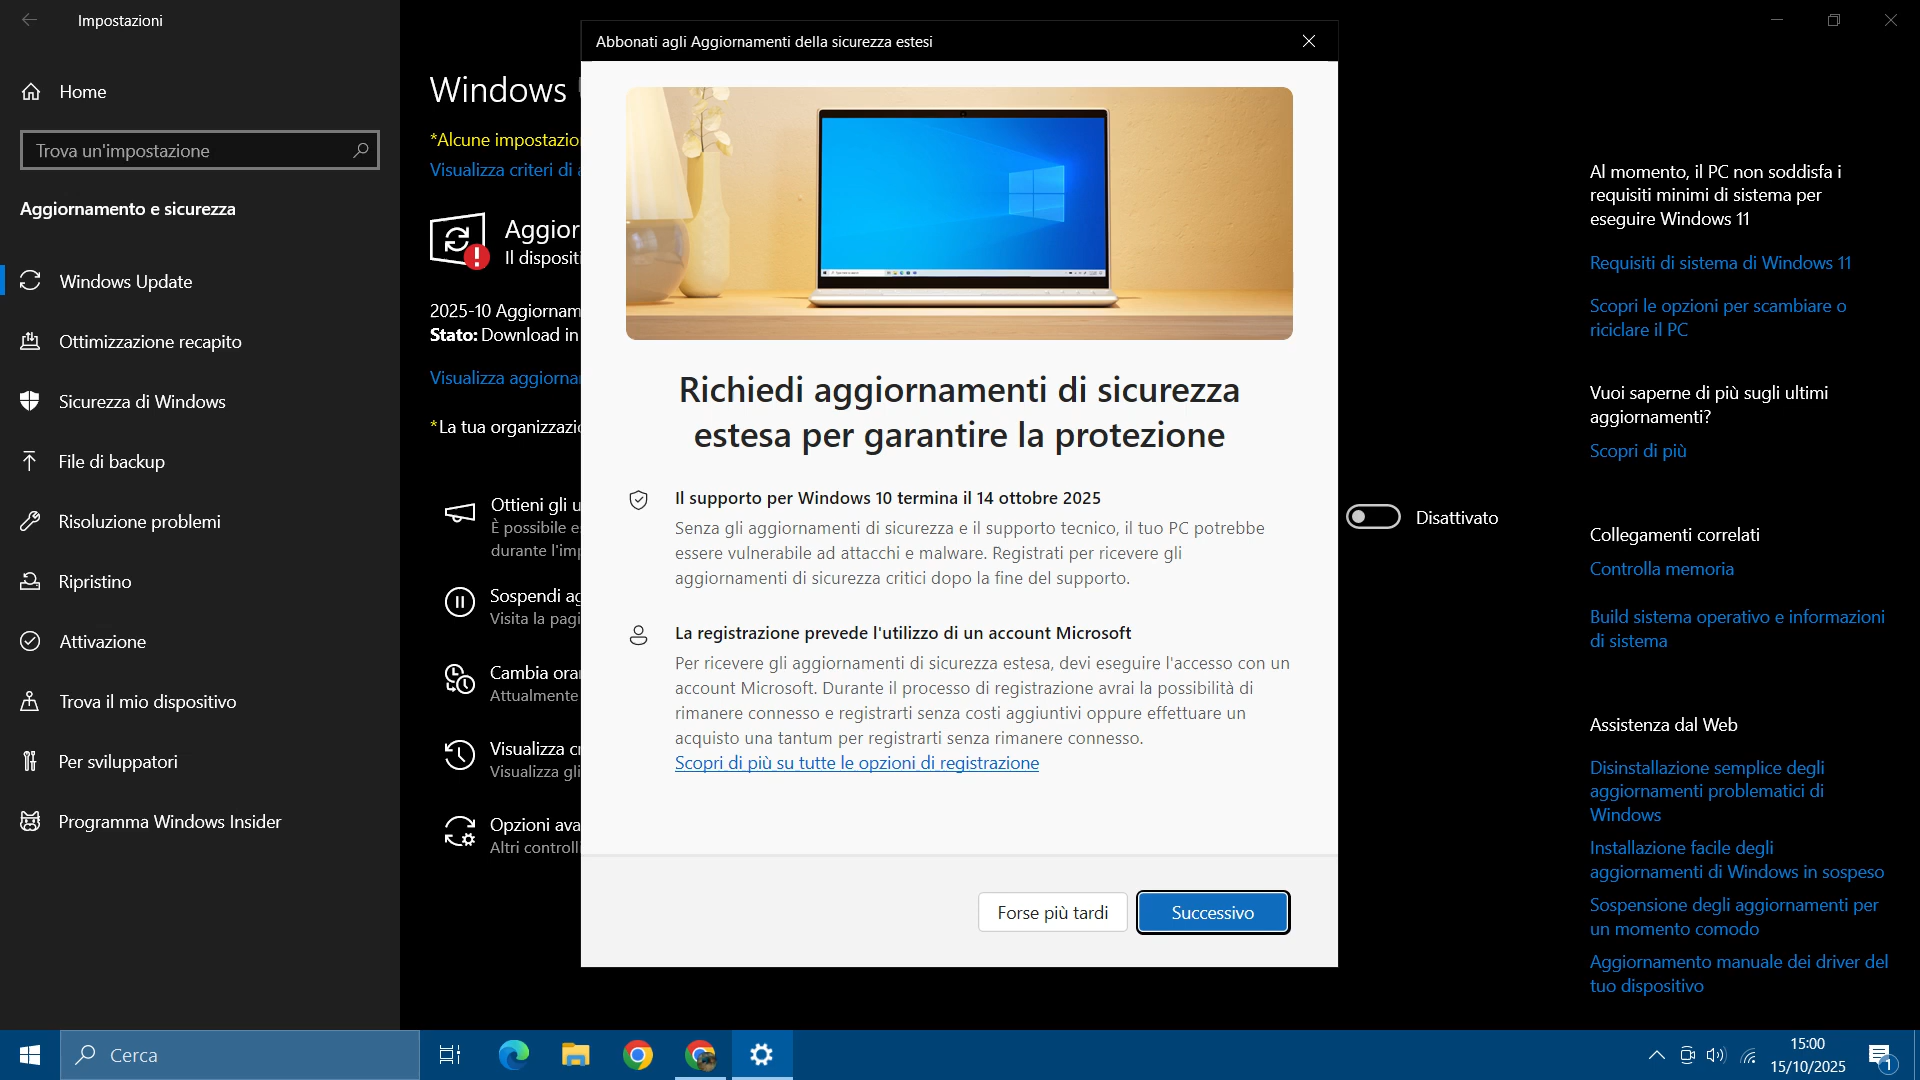 Impostazioni
Home
Trova un'impostazione
Aggiornamento e sicurezza
Windows Update
Ottimizzazione recapito
Sicurezza di Windows
File di backup
Risoluzione problemi
Ripristino
Attivazione
Trova il mio dispositivo
Per sviluppatori
Programma Windows Insider
Windows
*Alcune impostazio
Visualizza criteri di a
Aggior
Il disposit
2025-10 Aggiornam
Stato: Download in
Visualizza aggiorna
*La tua organizzazio
Ottieni gli u
È possibile e
durante l'imp
Sospendi ag
Visita la pagi
Cambia orar
Attualmente
Visualizza cr
Visualizza gli
Opzioni ava
Altri controlli
Abbonati agli Aggiornamenti della sicurezza estesi
Richiedi aggiornamenti di sicurezza
estesa per garantire la protezione
Il supporto per Windows 10 termina il 14 ottobre 2025
Senza gli aggiornamenti di sicurezza e il supporto tecnico, il tuo PC potrebbe
essere vulnerabile ad attacchi e malware. Registrati per ricevere gli
aggiornamenti di sicurezza critici dopo la fine del supporto.
La registrazione prevede l'utilizzo di un account Microsoft
Per ricevere gli aggiornamenti di sicurezza estesa, devi eseguire l'accesso con un
account Microsoft. Durante il processo di registrazione avrai la possibilità di
rimanere connesso e registrarti senza costi aggiuntivi oppure effettuare un
acquisto una tantum per registrarti senza rimanere connesso.
Scopri di più su tutte le opzioni di registrazione
Forse più tardi
Successivo
Disattivato
Al momento, il PC non soddisfa i
requisiti minimi di sistema per
eseguire Windows 11
Requisiti di sistema di Windows 11
Scopri le opzioni per scambiare o
riciclare il PC
Vuoi saperne di più sugli ultimi
aggiornamenti?
Scopri di più
Collegamenti correlati
Controlla memoria
Build sistema operativo e informazioni
di sistema
Assistenza dal Web
Disinstallazione semplice degli
aggiornamenti problematici di
Windows
Installazione facile degli
aggiornamenti di Windows in sospeso
Sospensione degli aggiornamenti per
un momento comodo
Aggiornamento manuale dei driver del
tuo dispositivo
Cerca
15:00
15/10/2025
1